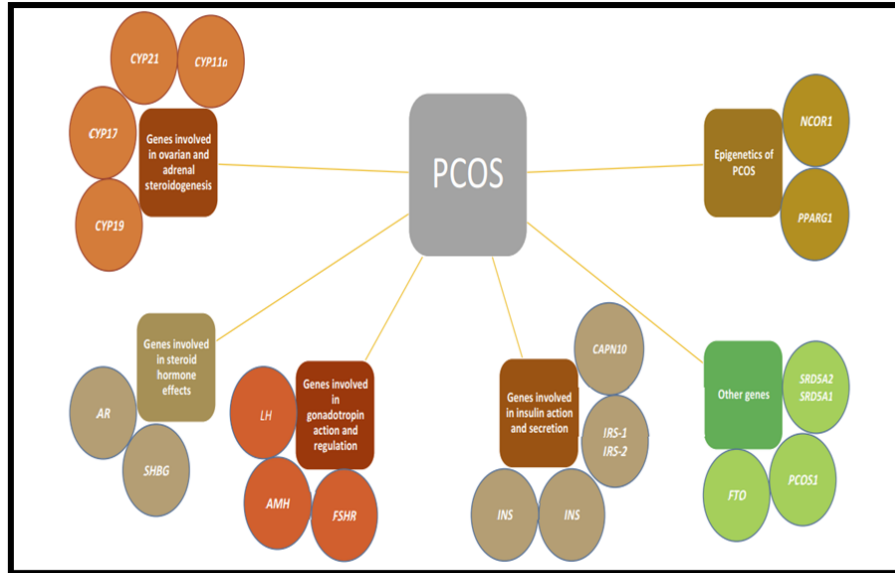 PCOS
CYP21
CYP11a
CYP17
CYP19
Genes involved
in ovarian and
adrenal
steroidogenesis
Epigenetics of
PCOS
NCOR1
PPARG1
Genes involved
in steroid
hormone
effects
AR
SHBG
Genes involved
in
gonadotropin
action and
regulation
LH
AMH
FSHR
Genes involved
in insulin action
and secretion
CAPN10
IRS-1
IRS-2
INS
INS
Other genes
SRD5A2
SRD5A1
PCOS1
FTO